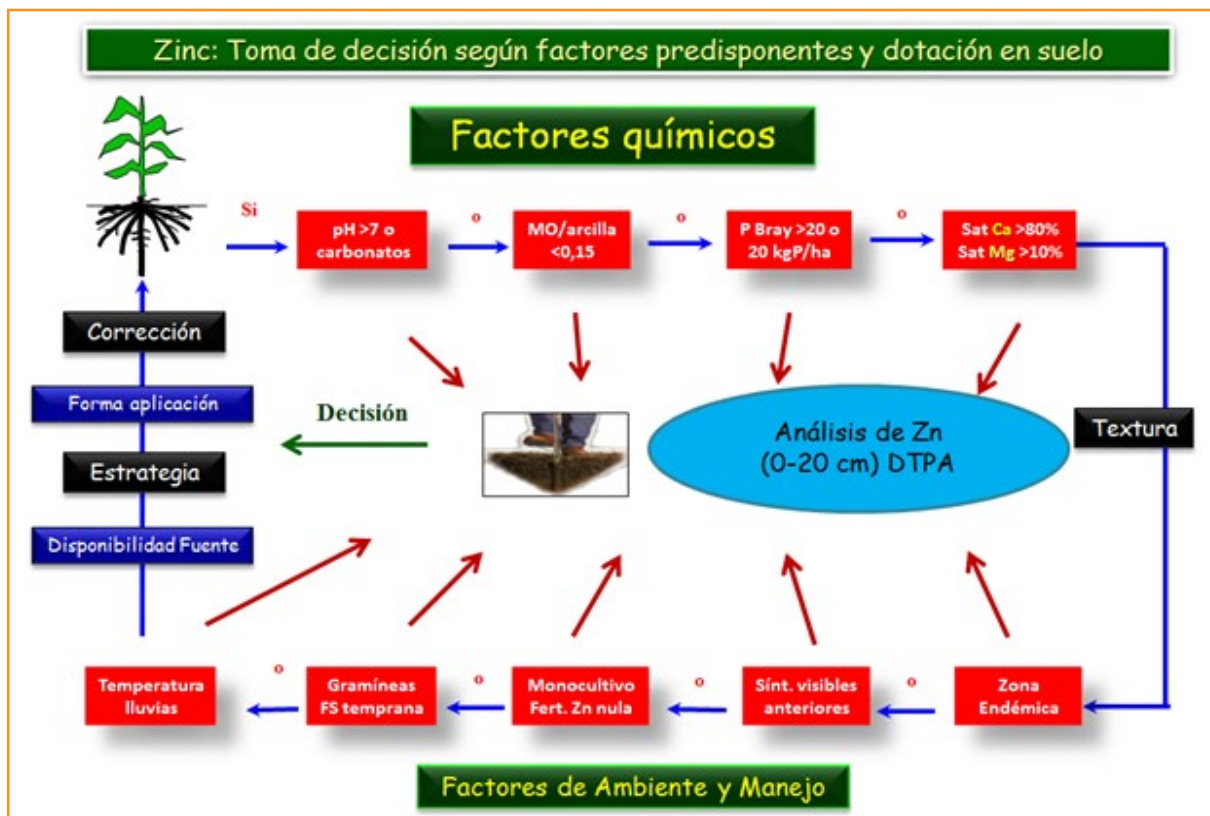 Zinc: Toma de decisión según factores predisponentes y dotación en suelo
Factores químicos
Si
pH >7 o
carbonatos
o
MO/arcilla
<0,15
o
P Bray >20 o
20 kgP/ha
o
Sat Ca >80%
Sat Mg >10%
Corrección
Forma aplicación
Estrategia
Disponibilidad Fuente
Decisión
Análisis de Zn
(0-20 cm) DTPA
Textura
Temperatura
lluvias
o
Gramíneas
FS temprana
o
Monocultivo
Fert. Zn nula
o
Sínt. visibles
anteriores
o
Zona
Endémica
Factores de Ambiente y Manejo